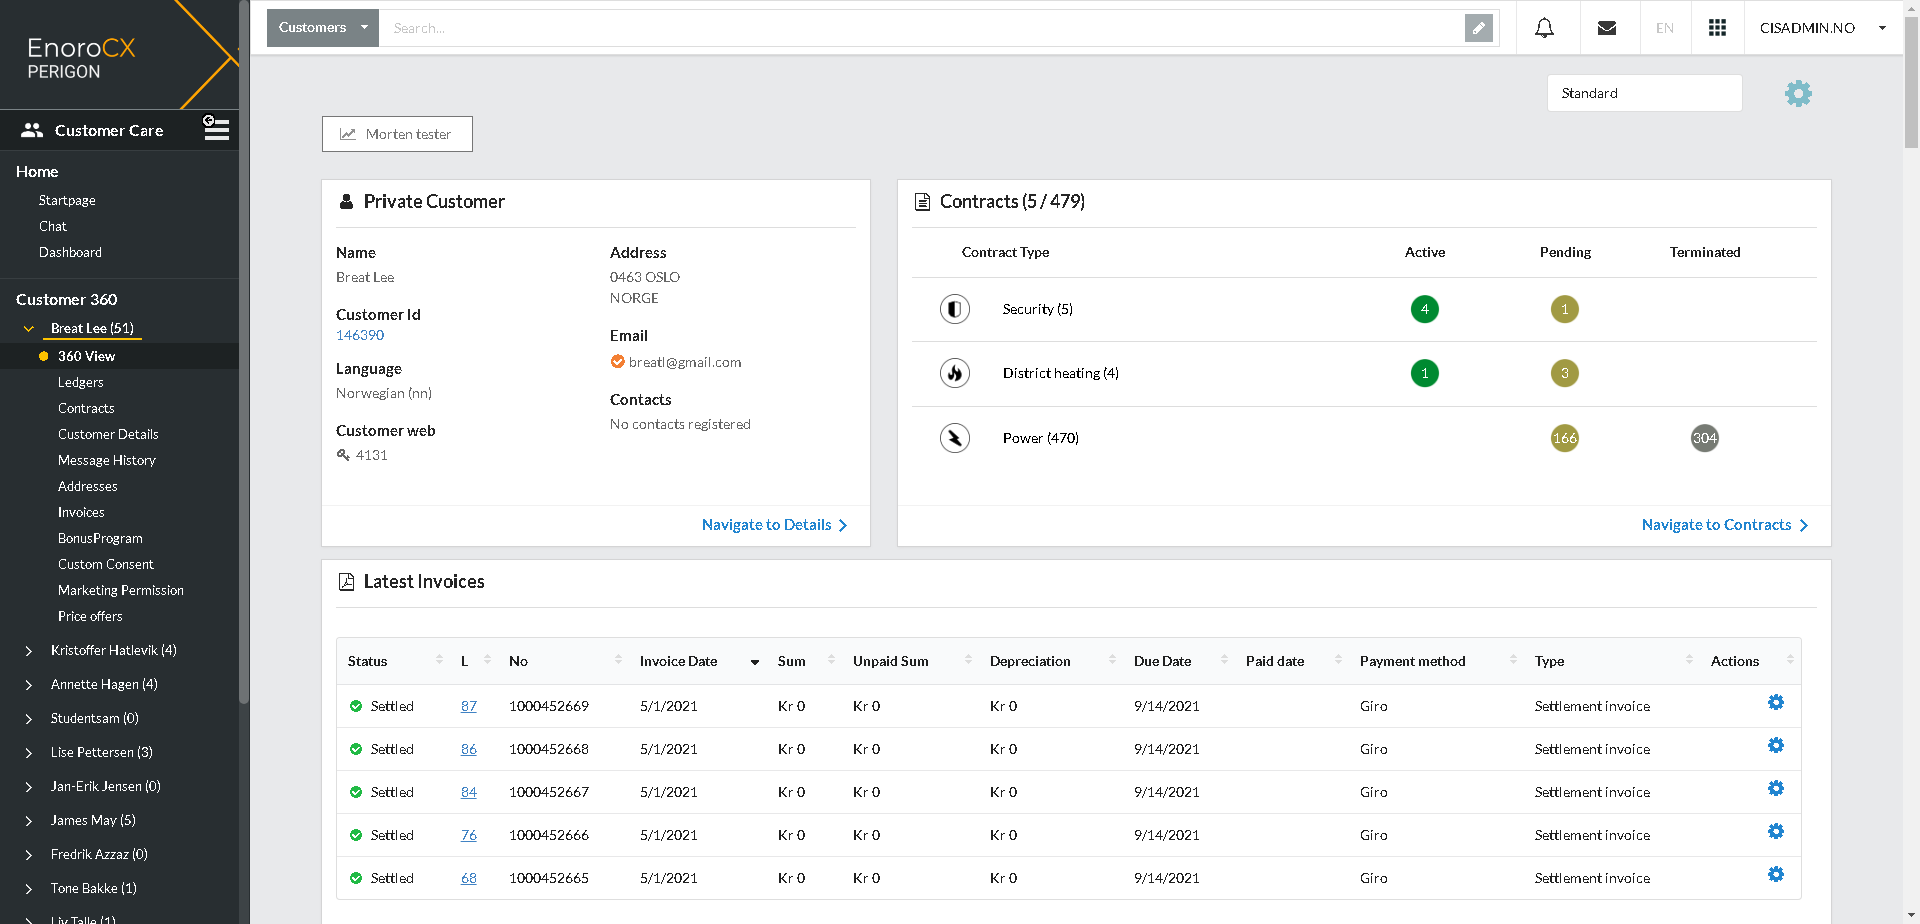 EnoroCX
PERIGON
Customers
Search...
EN
CISADMIN.NO
Customer Care
Home
Startpage
Chat
Dashboard
Customer 360
Breat Lee (51)
360 View
Ledgers
Contracts
Customer Details
Message History
Addresses
Invoices
BonusProgram
Custom Consent
Marketing Permission
Price offers
Kristoffer Hatlevik (4)
Annette Hagen (4)
Studentsam (0)
Lise Pettersen (3)
Jan-Erik Jensen (0)
James May (5)
Fredrik Azzaz (0)
Tone Bakke (1)
Liv Talle (1)
Standard
Morten tester
Private Customer
Name
Breat Lee
Customer Id
146390
Language
Norwegian (nn)
Customer web
4131
Address
0463 OSLO
NORGE
Email
breatl@gmail.com
Contacts
No contacts registered
Navigate to Details
Contracts (5 / 479)
Contract Type Active Pending Terminated
Security (5) 4 1
District heating (4) 1 3
Power (470) 166 304
Navigate to Contracts
Latest Invoices
Status L No Invoice Date Sum Unpaid Sum Depreciation Due Date Paid date Payment method Type Actions
Settled 87 1000452669 5/1/2021 Kr 0 Kr 0 Kr 0 9/14/2021 Giro Settlement invoice
Settled 86 1000452668 5/1/2021 Kr 0 Kr 0 Kr 0 9/14/2021 Giro Settlement invoice
Settled 84 1000452667 5/1/2021 Kr 0 Kr 0 Kr 0 9/14/2021 Giro Settlement invoice
Settled 76 1000452666 5/1/2021 Kr 0 Kr 0 Kr 0 9/14/2021 Giro Settlement invoice
Settled 68 1000452665 5/1/2021 Kr 0 Kr 0 Kr 0 9/14/2021 Giro Settlement invoice